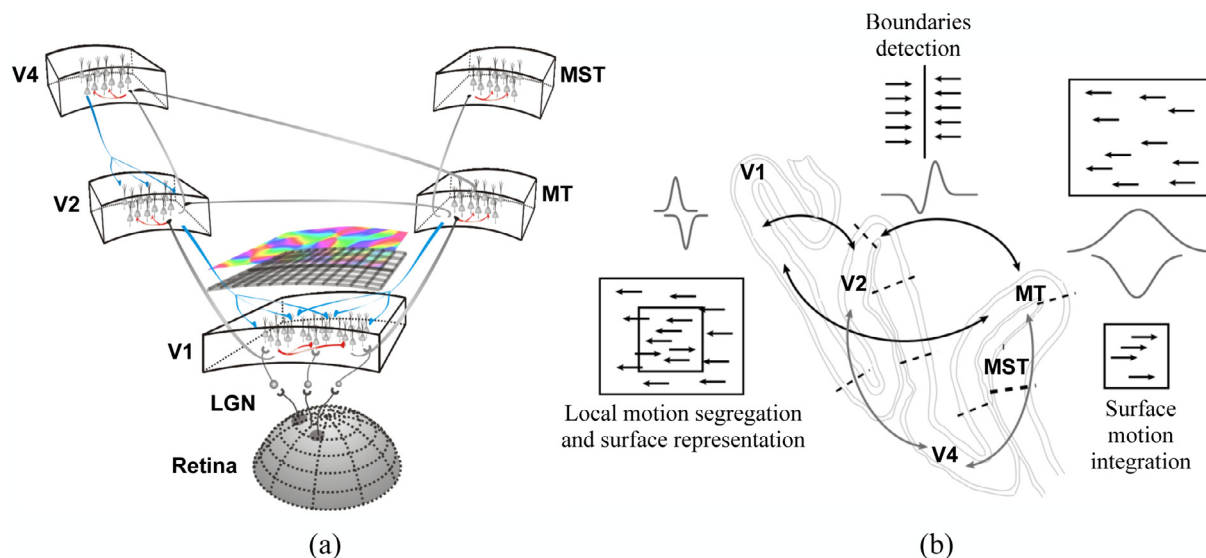 V4
MST
V2
MT
V1
LGN
Retina
(a)
Boundaries
detection
V1
V2
MT
MST
V4
Local motion segregation
and surface representation
Surface
motion
integration
(b)